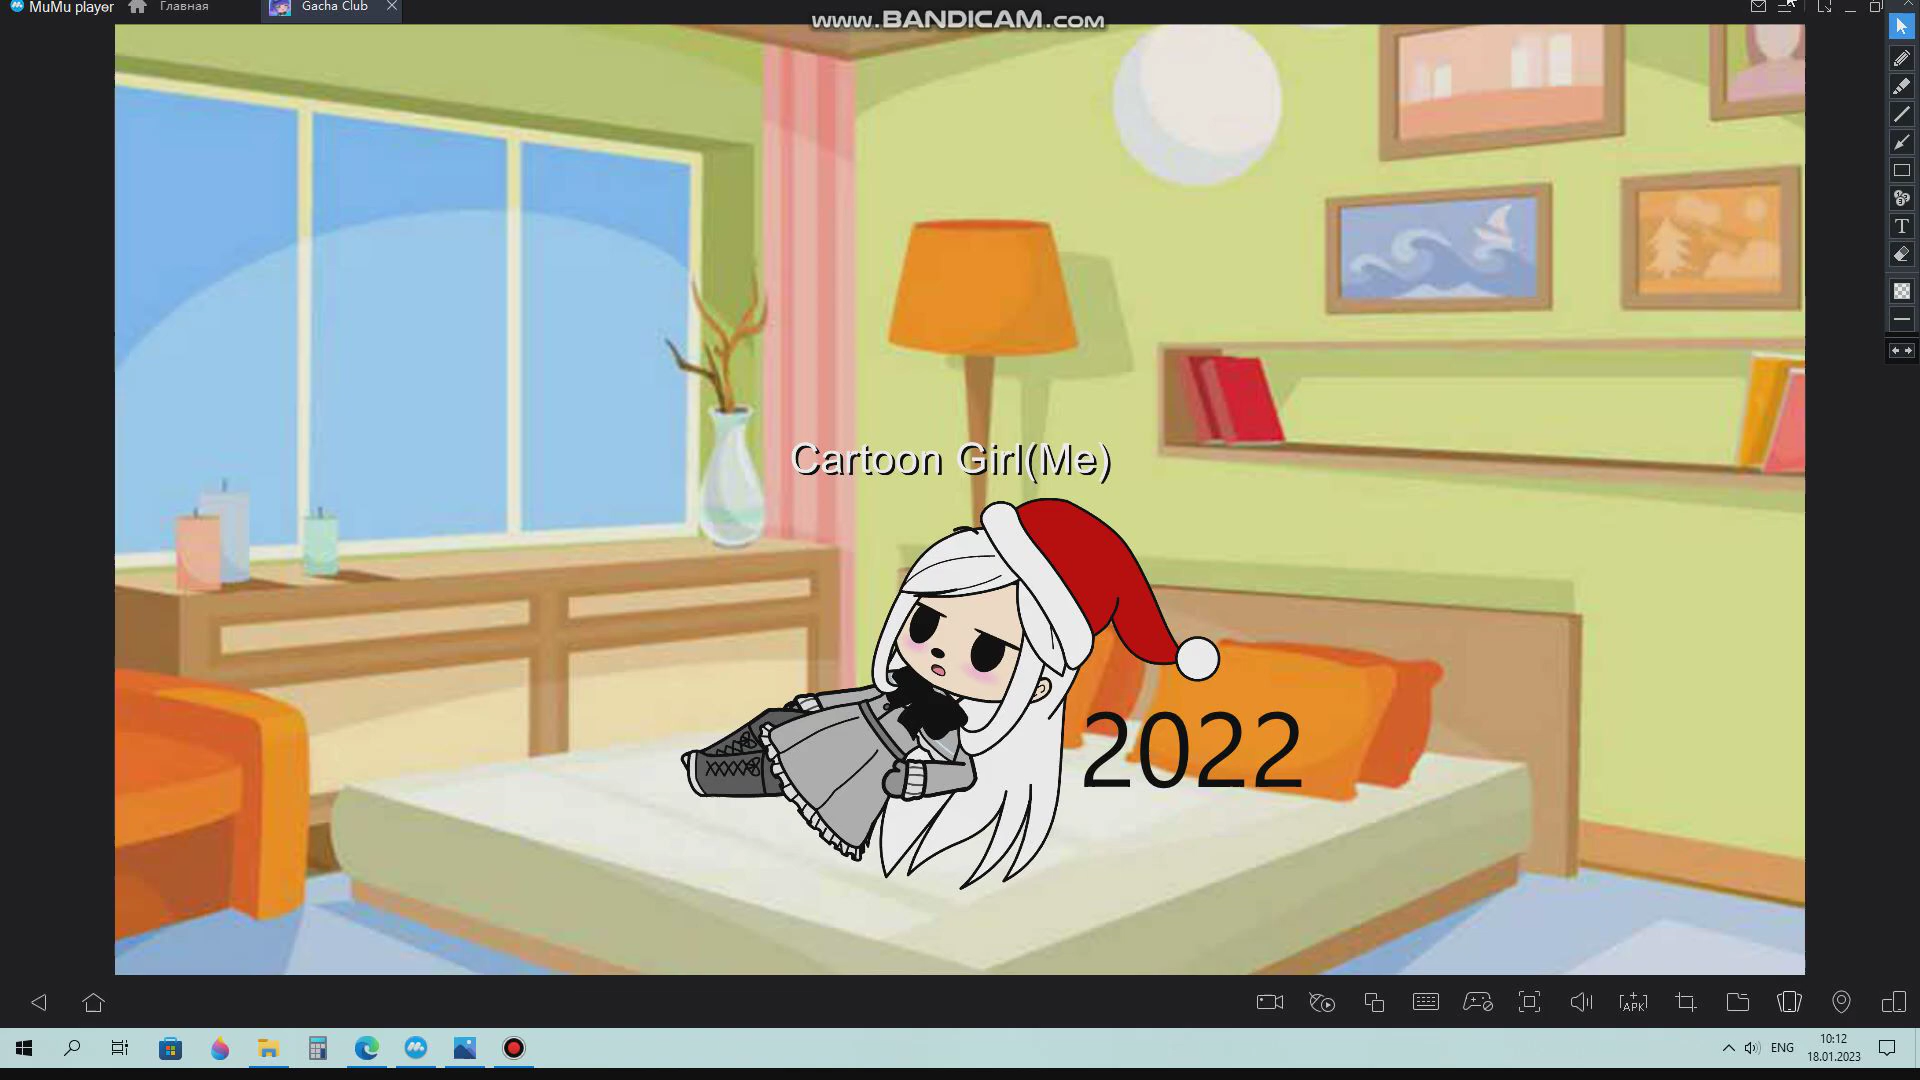 MuMu player
Главная
Gacha Club
www.BANDICAM.com
T
Cartoon Girl(Me)
2022
APK
ENG
10:12
18.01.2023